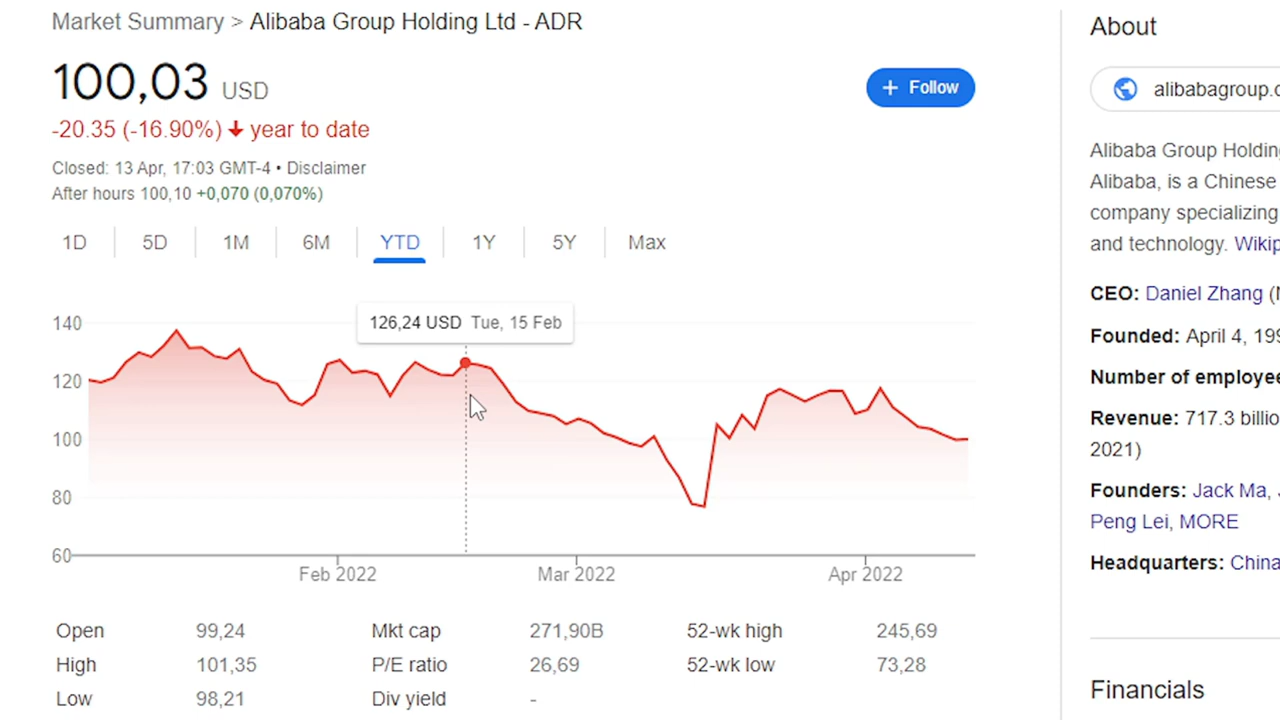 Market Summary > Alibaba Group Holding Ltd - ADR
100,03 USD
+ Follow
-20.35 (-16.90%) ↓ year to date
Closed: 13 Apr, 17:03 GMT-4 • Disclaimer
After hours 100,10 +0,070 (0,070%)
1D 5D 1M 6M YTD 1Y 5Y Max
126,24 USD Tue, 15 Feb
140
120
100
80
60
Feb 2022 Mar 2022 Apr 2022
Open 99,24 Mkt cap 271,90B 52-wk high 245,69
High 101,35 P/E ratio 26,69 52-wk low 73,28
Low 98,21 Div yield -
About
alibabagroup.c
Alibaba Group Holding
Alibaba, is a Chinese
company specializing
and technology. Wikip
CEO: Daniel Zhang (
Founded: April 4, 199
Number of employee
Revenue: 717.3 billio
2021)
Founders: Jack Ma,
Peng Lei, MORE
Headquarters: China
Financials